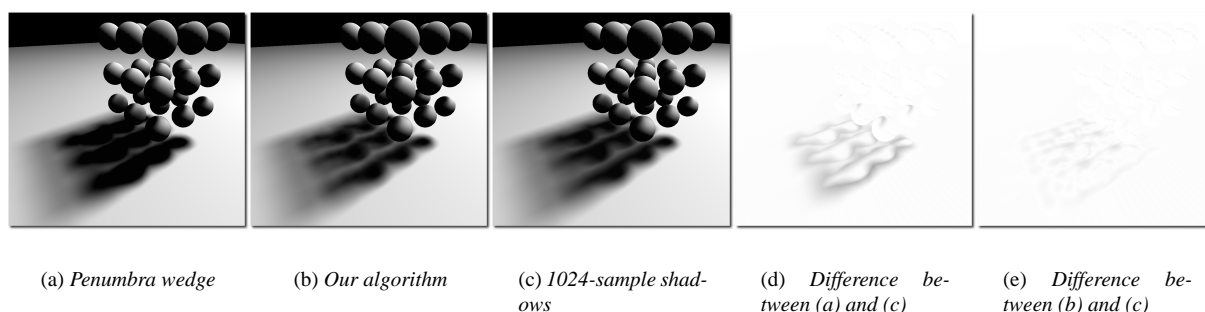 (a) Penumbra wedge
(b) Our algorithm
(c) 1024-sample shad-
ows
(d) Difference be-
tween (a) and (c)
(e) Difference be-
tween (b) and (c)